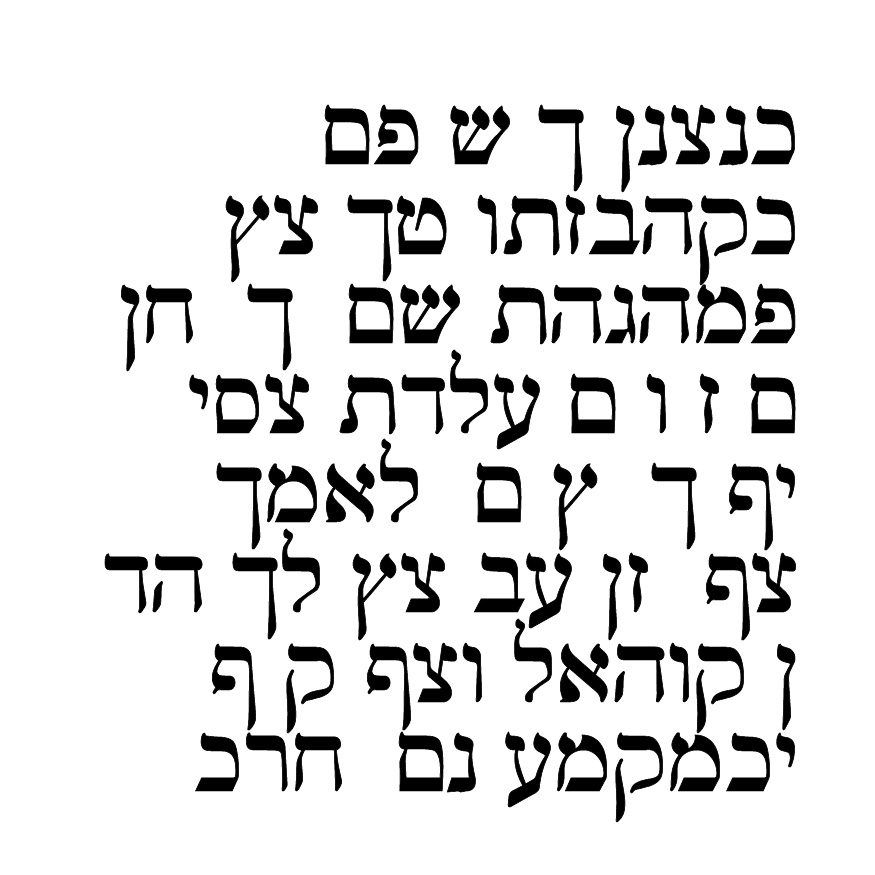 כנצנן ך ש פם
כקהבזתו טך צץ
פמהגהת שם ך חן
ם ז ו ם עלדת צסי
יף ך ץ ם לאמך
צף זן עב צץ לך הד
ן קוהאל וצף ק ף
יכמקמע נם חרכ